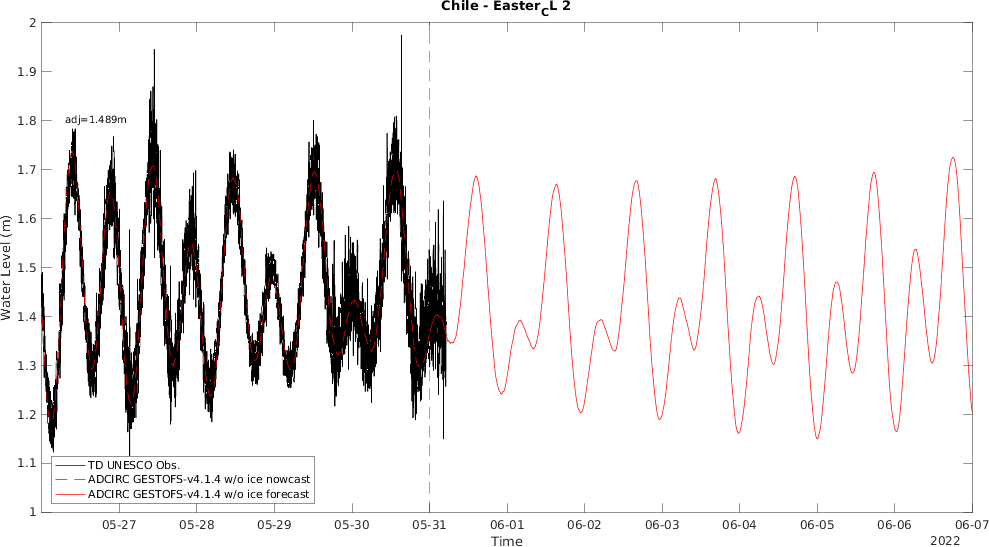 Chile - Easter_CL 2
2
1.9
1.8
1.7
1.6
1.5
1.4
1.3
1.2
1.1
1
Water Level (m)
adj=1.489m
TD UNESCO Obs.
ADCIRC GESTOFS-v4.1.4 w/o ice nowcast
ADCIRC GESTOFS-v4.1.4 w/o ice forecast
05-27 05-28 05-29 05-30 05-31 06-01 06-02 06-03 06-04 06-05 06-06 06-07
Time
2022